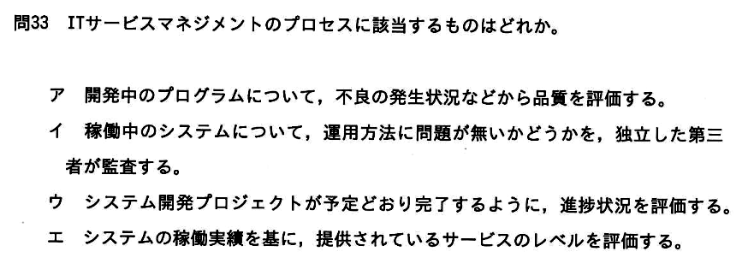 問33　ITサービスマネジメントのプロセスに該当するものはどれか。
ア　開発中のプログラムについて，不良の発生状況などから品質を評価する。
イ　稼働中のシステムについて，運用方法に問題が無いかどうかを，独立した第三
者が監査する。
ウ　システム開発プロジェクトが予定どおり完了するように，進捗状況を評価する。
エ　システムの稼働実績を基に，提供されているサービスのレベルを評価する。